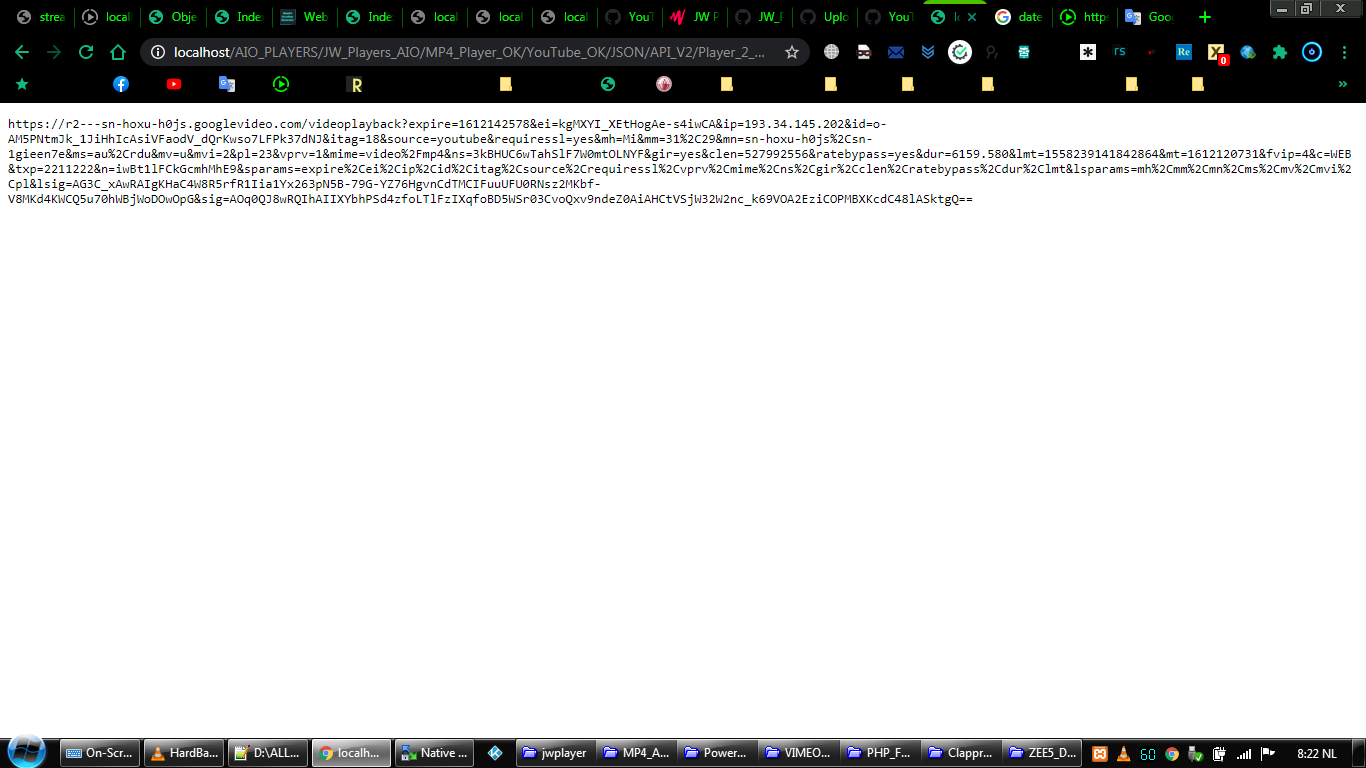 strea
local
Obje
Index
Web
Inde
local
local
local
YouT
JW P
JW_P
Uplo
YouT
lo
date
https
Goo
localhost/AIO_PLAYERS/JW_Players_AIO/MP4_Player_OK/YouTube_OK/JSON/API_V2/Player_2_...
rs
Re
X
0
R
https://r2---sn-hoxu-h0js.googlevideo.com/videoplayback?expire=1612142578&ei=kgMXYI_XEtHogAe-s4iwCA&ip=193.34.145.202&id=o-
AM5PNtmJk_1JiHhIcAsiVFaodV_dQrKwso7LFPk37dNJ&itag=18&source=youtube&requiressl=yes&mh=Mi&mm=31%2C29&mn=sn-hoxu-h0js%2Csn-
1gieen7e&ms=au%2Crdu&mv=u&mvi=2&pl=23&vprv=1&mime=video%2Fmp4&ns=3kBHUC6wTahSlF7W0mtOLNYF&gir=yes&clen=527992556&ratebypass=yes&dur=6159.580&lmt=1558239141842864&mt=1612120731&fvip=4&c=WEB
&txp=2211222&n=iwBt1lFCkGcmhMhE9&sparams=expire%2Cei%2Cip%2Cid%2Citag%2Csource%2Crequiressl%2Cvprv%2Cmime%2Cns%2Cgir%2Cclen%2Cratebypass%2Cdur%2Clmt&lsparams=mh%2Cmm%2Cmn%2Cms%2Cmv%2Cmvi%2
Cpl&lsig=AG3C_xAwRAIgKHaC4W8R5rfR1Iia1Yx263pN5B-79G-YZ76HgvnCdTMCIFuuUFU0RNsz2MKbf-
V8MKd4KWCQ5u70hWBjWoDOwOpG&sig=AOq0QJ8wRQIhAIIXYbhPSd4zfoLTlFzIXqfoBD5WSr03CvoQxv9ndeZ0AiAHCtVSjW32W2nc_k69VOA2EziCOPMBXKcdC48lASktgQ==
On-Scr...
HardBa...
D:\ALL...
localh...
Native ...
jwplayer
MP4_A...
Power...
VIMEO...
PHP_F...
Clappr...
ZEE5_D...
60
8:22 NL